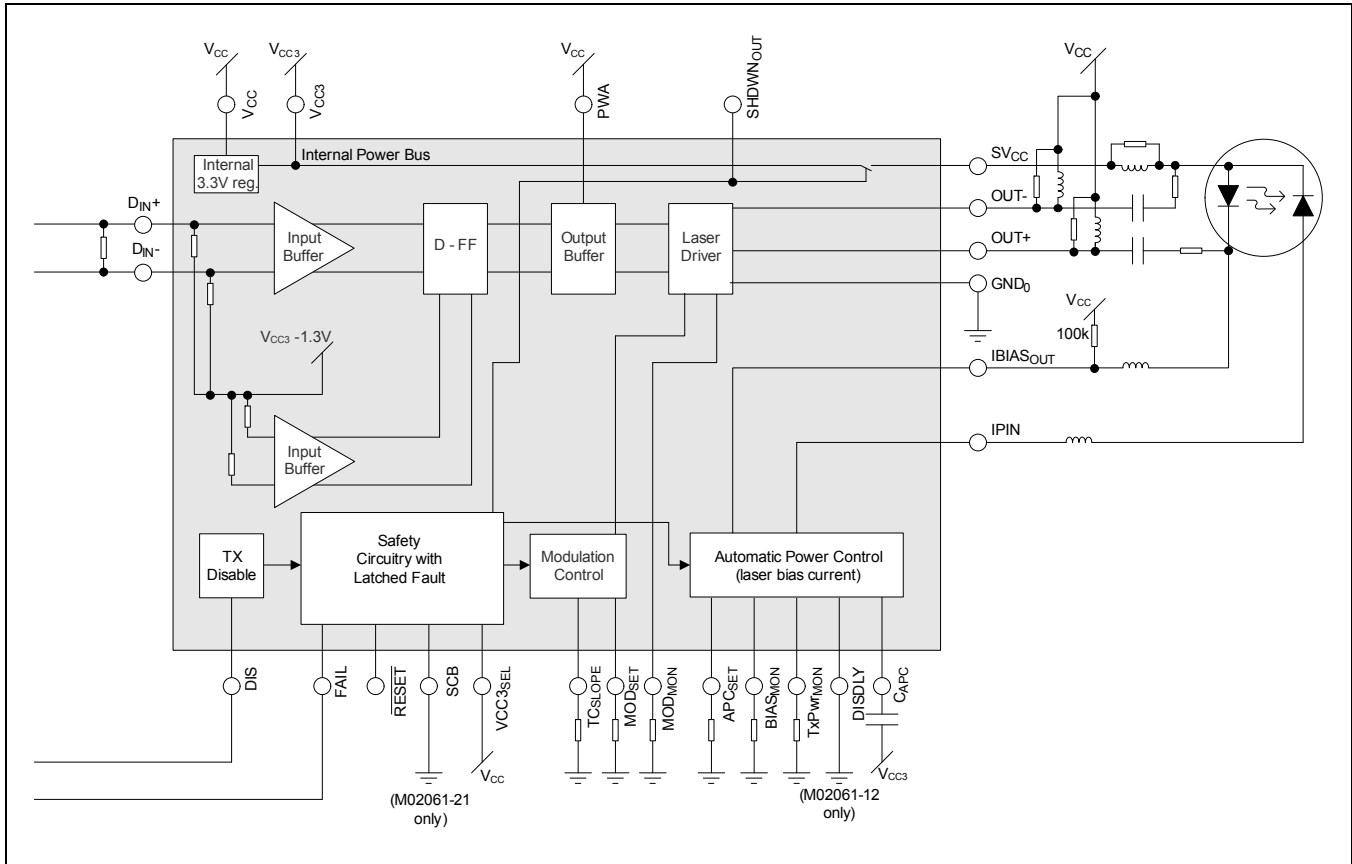 VCC
VCC3
VCC
SHDWNOUT
VCC
VCC
VCC3
PWA
Internal Power Bus
Internal
3.3V reg.
SVCC
DIN+
OUT-
Input
Buffer
D - FF
Output
Buffer
Laser
Driver
DIN-
OUT+
GND0
VCC
VCC3 -1.3V
100k
IBIASOUT
IPIN
Input
Buffer
TX
Disable
Safety
Circuitry with
Latched Fault
Modulation
Control
Automatic Power Control
(laser bias current)
DIS
FAIL
RESET
SCB
VCC3SEL
TCSLOPE
MODSET
MODMON
APCSET
BIASMON
TxPwrMON
DISDLY
CAPC
VCC
VCC3
(M02061-21
only)
(M02061-12
only)